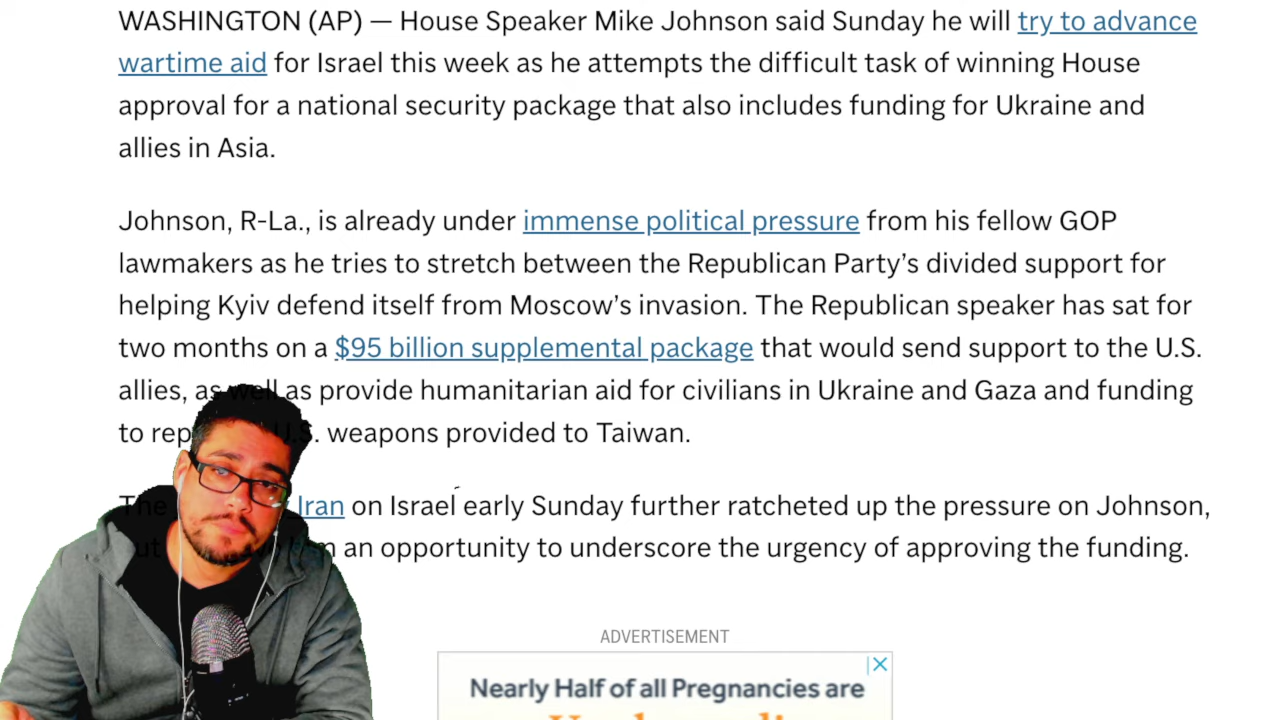 WASHINGTON (AP) — House Speaker Mike Johnson said Sunday he will try to advance
wartime aid for Israel this week as he attempts the difficult task of winning House
approval for a national security package that also includes funding for Ukraine and
allies in Asia.
Johnson, R-La., is already under immense political pressure from his fellow GOP
lawmakers as he tries to stretch between the Republican Party’s divided support for
helping Kyiv defend itself from Moscow’s invasion. The Republican speaker has sat for
two months on a $95 billion supplemental package that would send support to the U.S.
allies, as well as provide humanitarian aid for civilians in Ukraine and Gaza and funding
to U.S. weapons provided to Taiwan.
The Iran on Israel early Sunday further ratcheted up the pressure on Johnson,
an opportunity to underscore the urgency of approving the funding.
ADVERTISEMENT
Nearly Half of all Pregnancies are